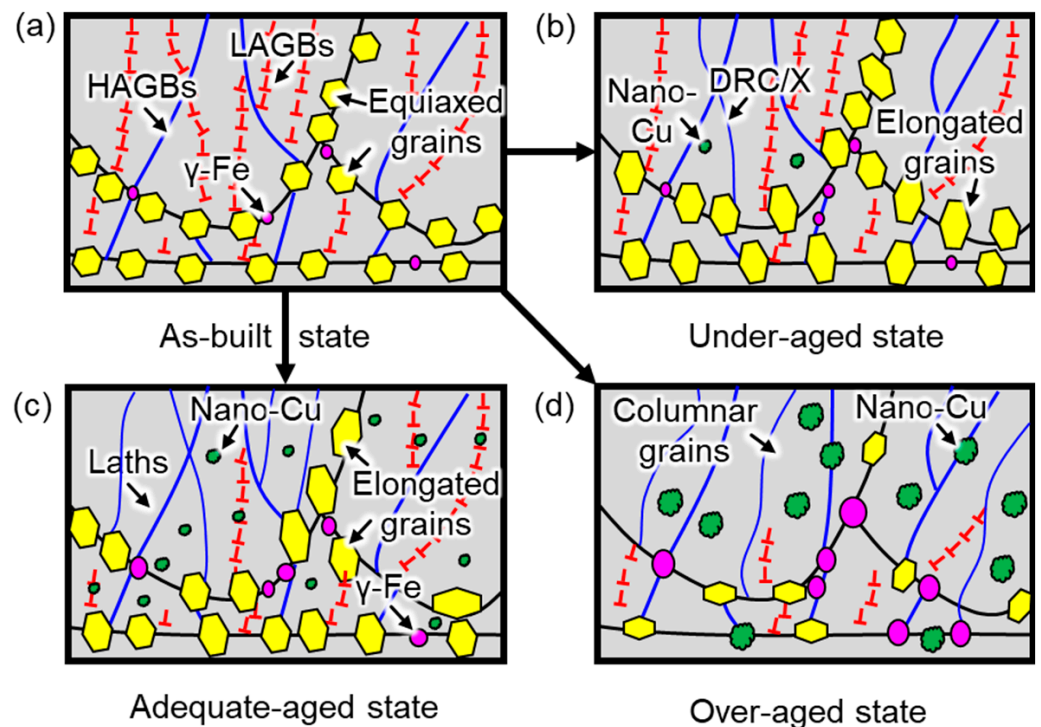 (a)
LAGBs
HAGBs
Equiaxed
grains
γ-Fe
As-built state
(b)
Nano-
Cu
DRC/X
Elongated
grains
Under-aged state
(c)
Nano-Cu
Laths
Elongated
grains
γ-Fe
Adequate-aged state
(d)
Columnar
grains
Nano-Cu
Over-aged state